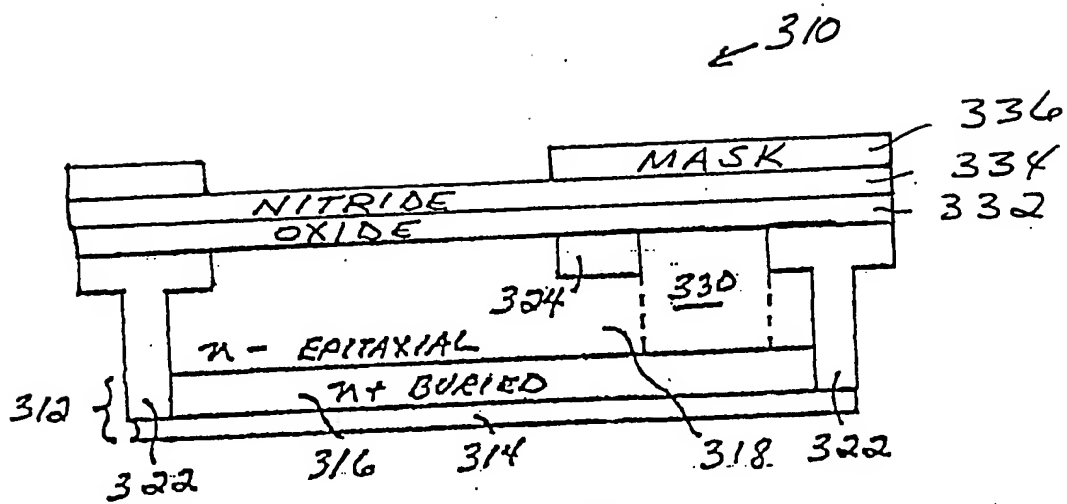 310
336
MASK
334
NITRIDE
332
OXIDE
324
330
n- EPITAXIAL
n+ BURIED
312
322
316
314
318
322